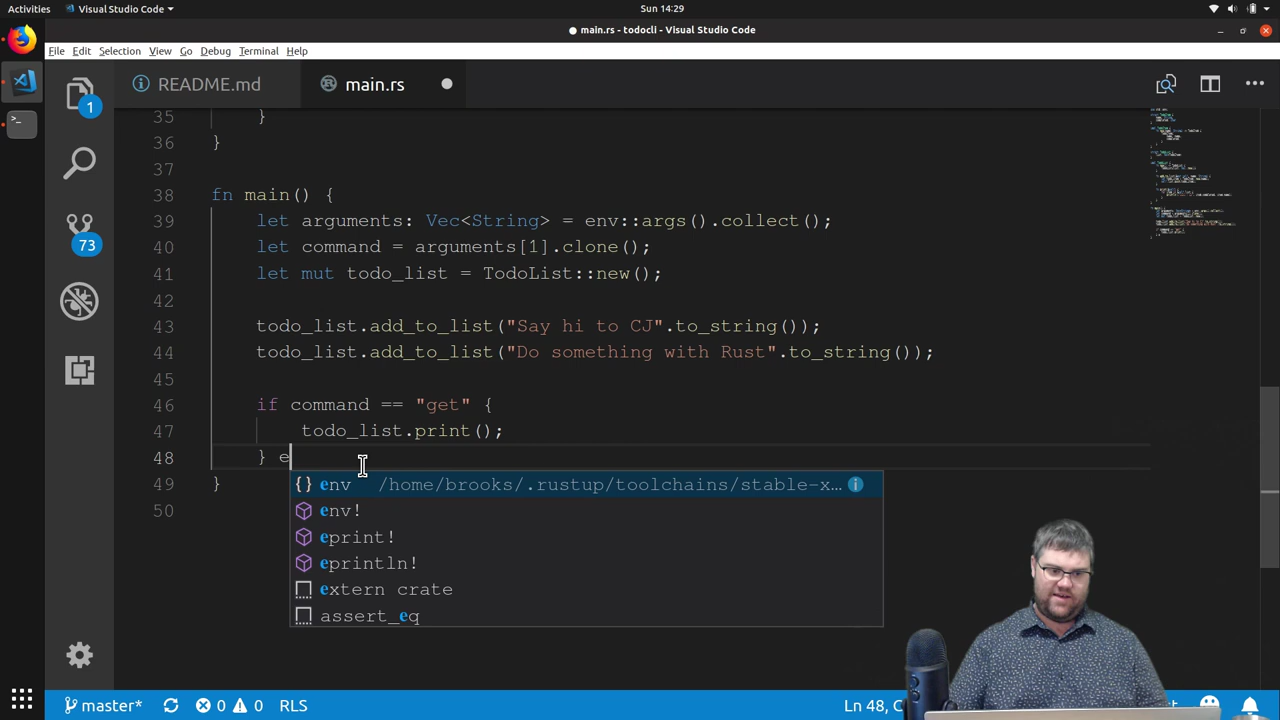 Activities
Visual Studio Code
Sun 14:29
main.rs - todocli - Visual Studio Code
File Edit Selection View Go Debug Terminal Help
README.md
main.rs
1
73
35 }
36 }
37
38 fn main() {
39 let arguments: Vec<String> = env::args().collect();
40 let command = arguments[1].clone();
41 let mut todo_list = TodoList::new();
42
43 todo_list.add_to_list("Say hi to CJ".to_string());
44 todo_list.add_to_list("Do something with Rust".to_string());
45
46 if command == "get" {
47 todo_list.print();
48 } e
49 }
50
{} env /home/brooks/.rustup/toolchains/stable-x…
env!
eprint!
eprintln!
extern crate
assert_eq
master*
0 0
RLS
Ln 48,